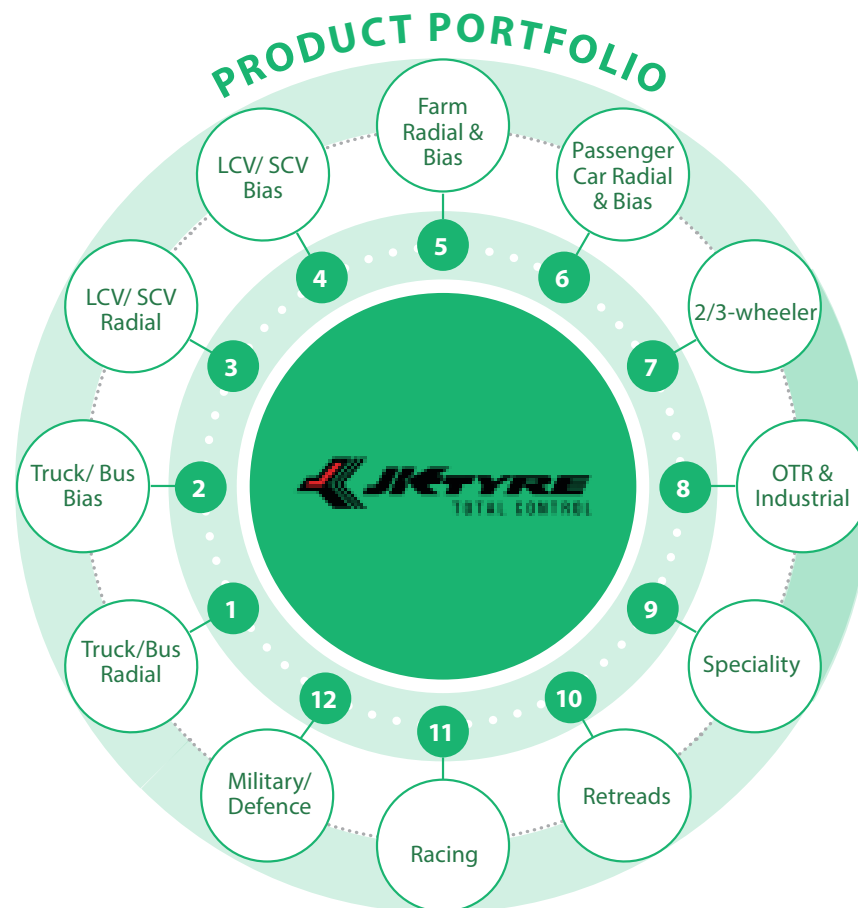 PRODUCT PORTFOLIO
Farm
Radial &
Bias
5
Passenger
Car Radial
& Bias
6
2/3-wheeler
7
OTR &
Industrial
8
Speciality
9
Retreads
10
Racing
11
Military/
Defence
12
Truck/Bus
Radial
1
Truck/ Bus
Bias
2
LCV/ SCV
Radial
3
LCV/ SCV
Bias
4
JK TYRE
TOTAL CONTROL